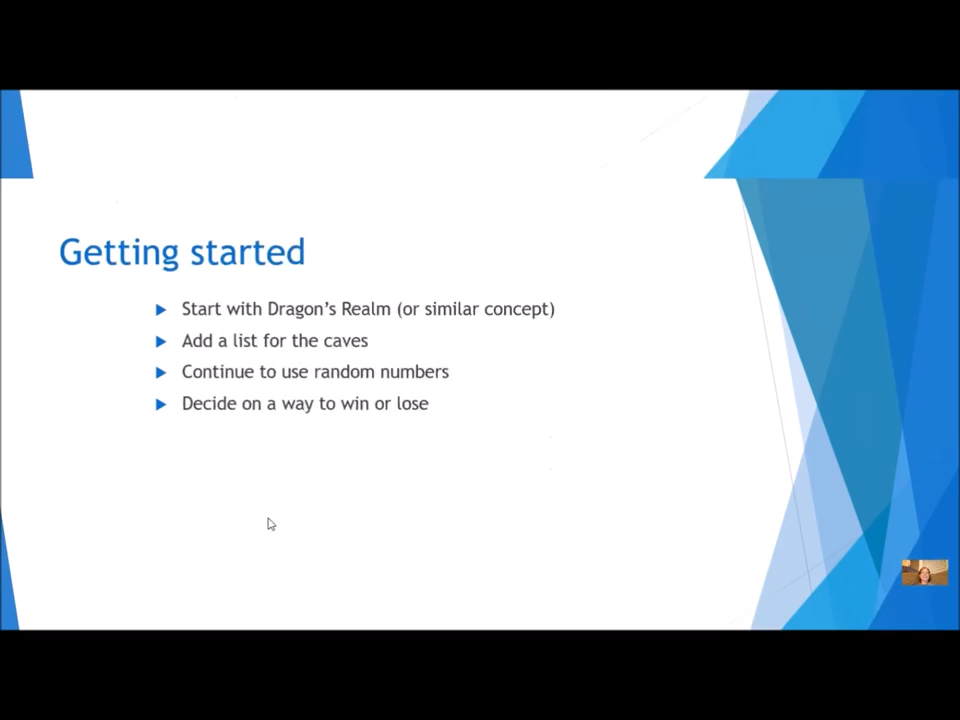 Getting started
Start with Dragon's Realm (or similar concept)
Add a list for the caves
Continue to use random numbers
Decide on a way to win or lose